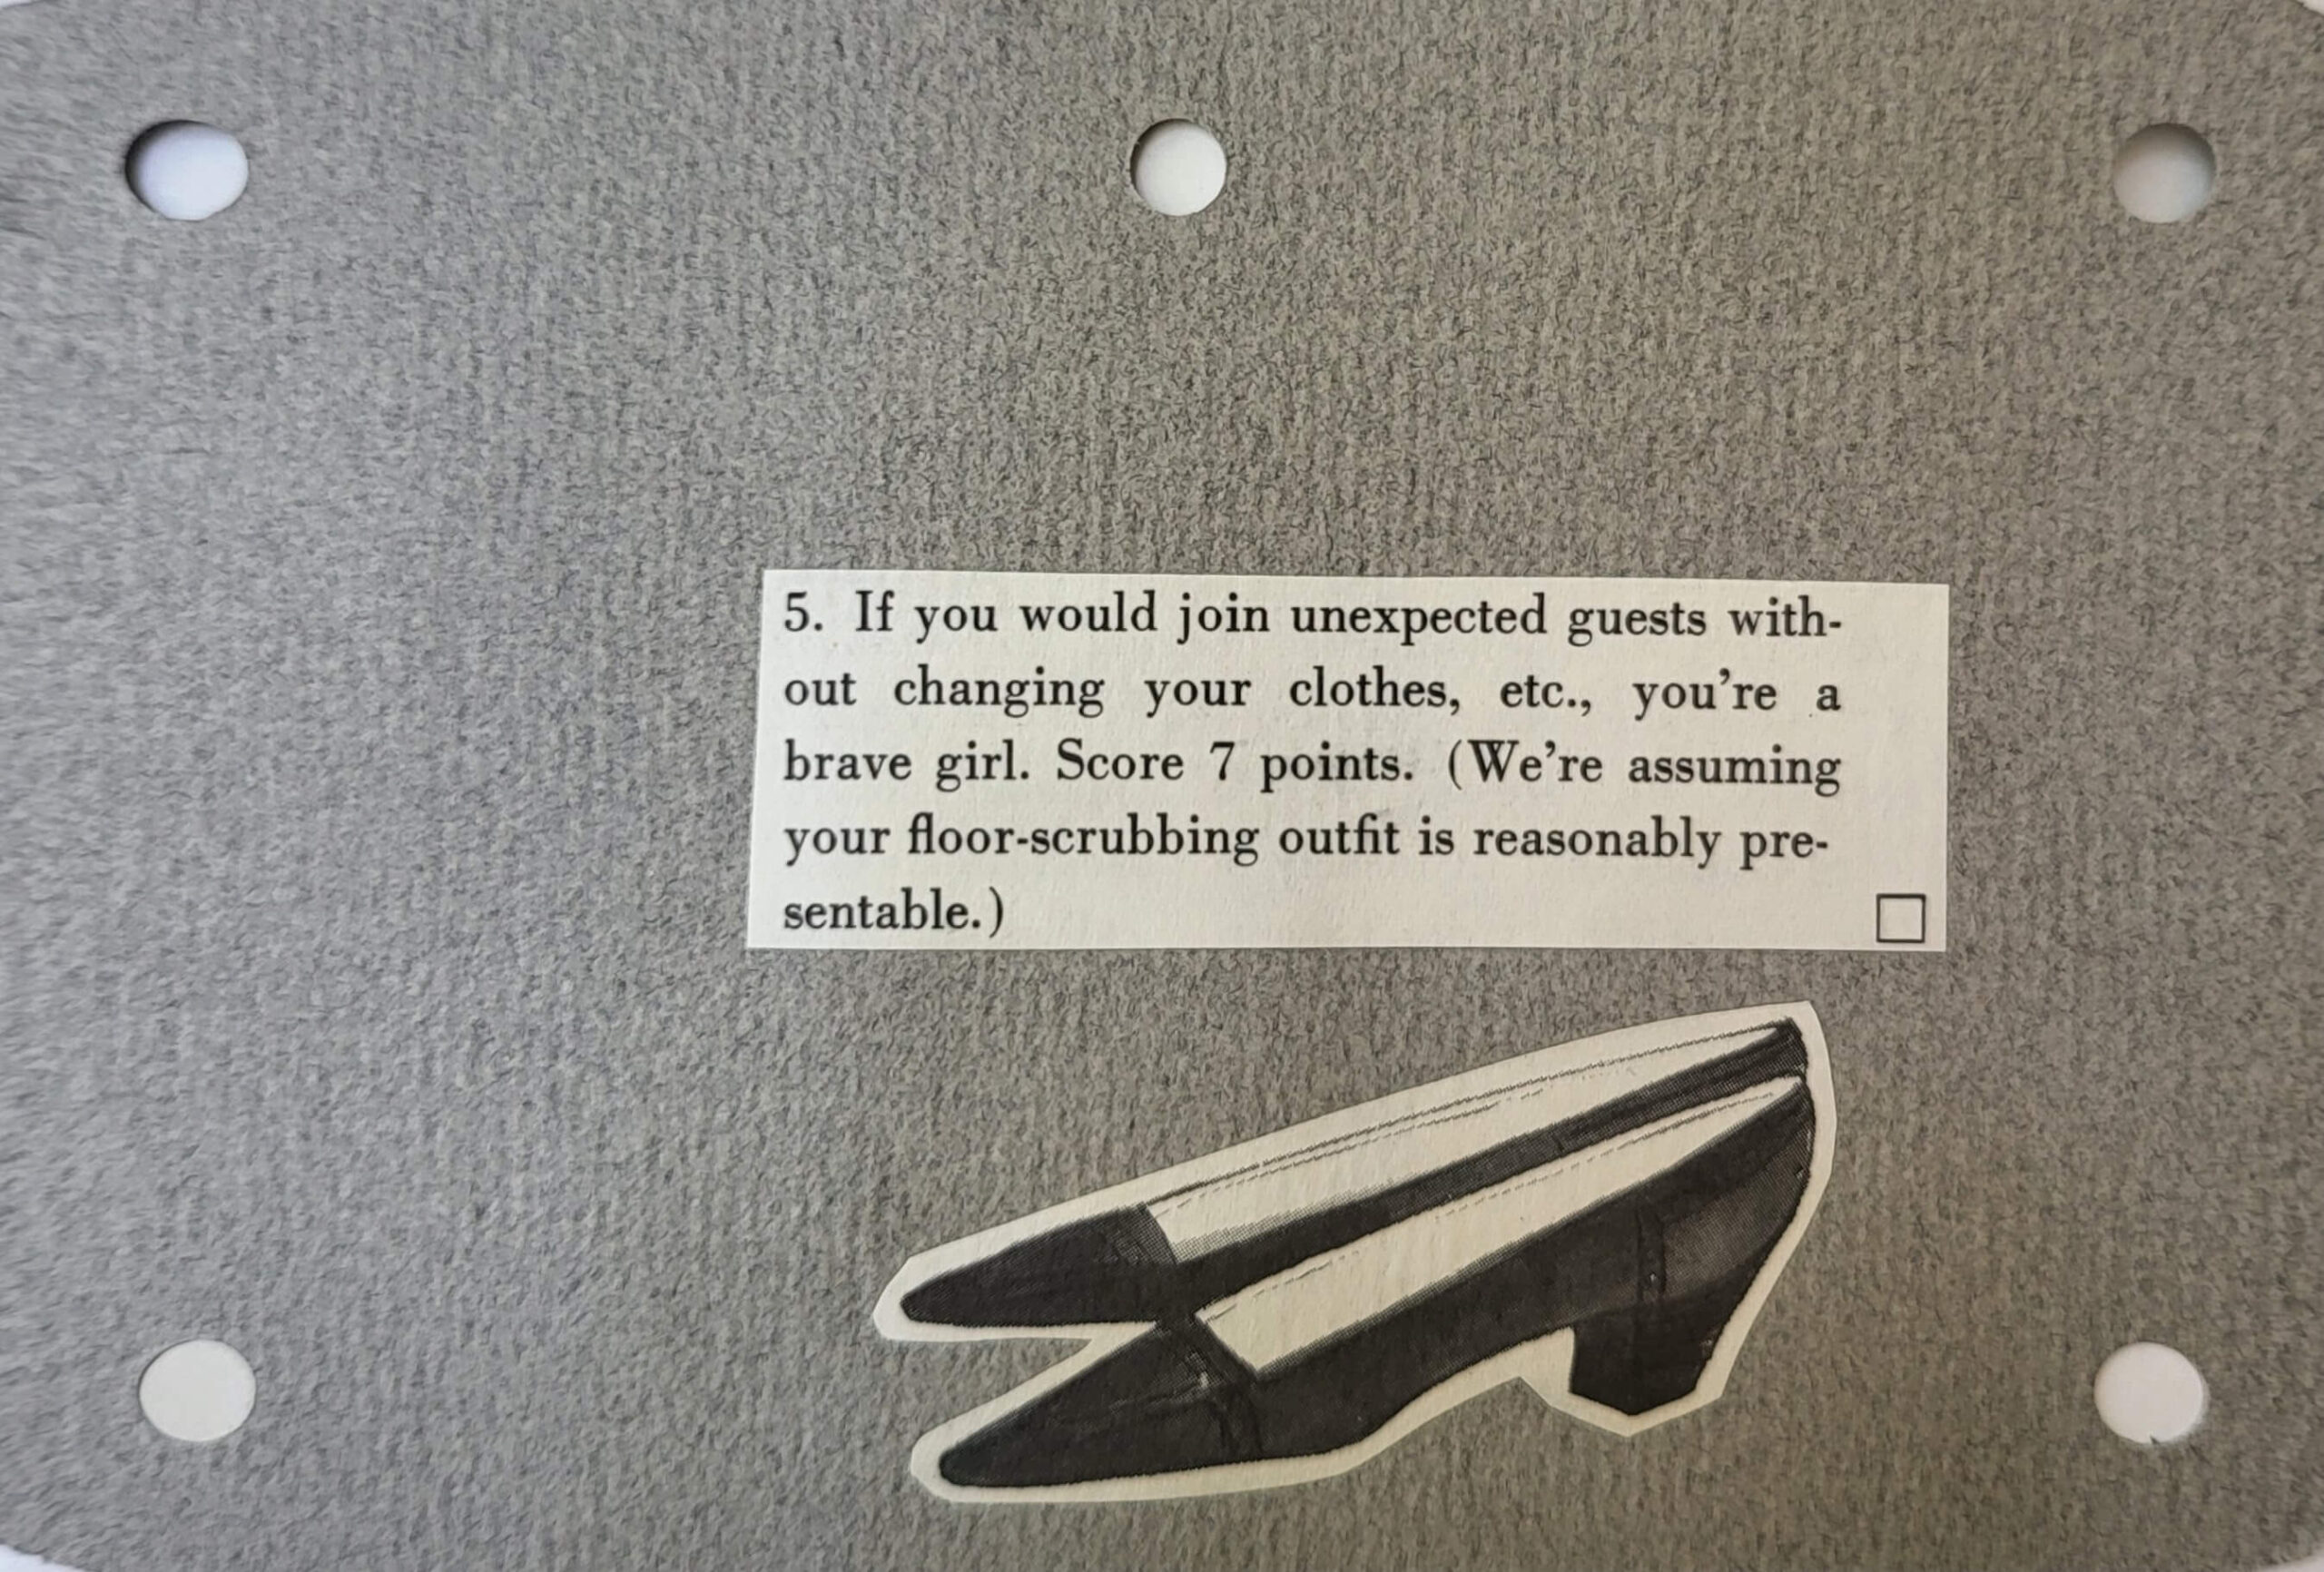 5. If you would join unexpected guests with-
out changing your clothes, etc., you're a
brave girl. Score 7 points. (We're assuming
your floor-scrubbing outfit is reasonably pre-
sentable.)